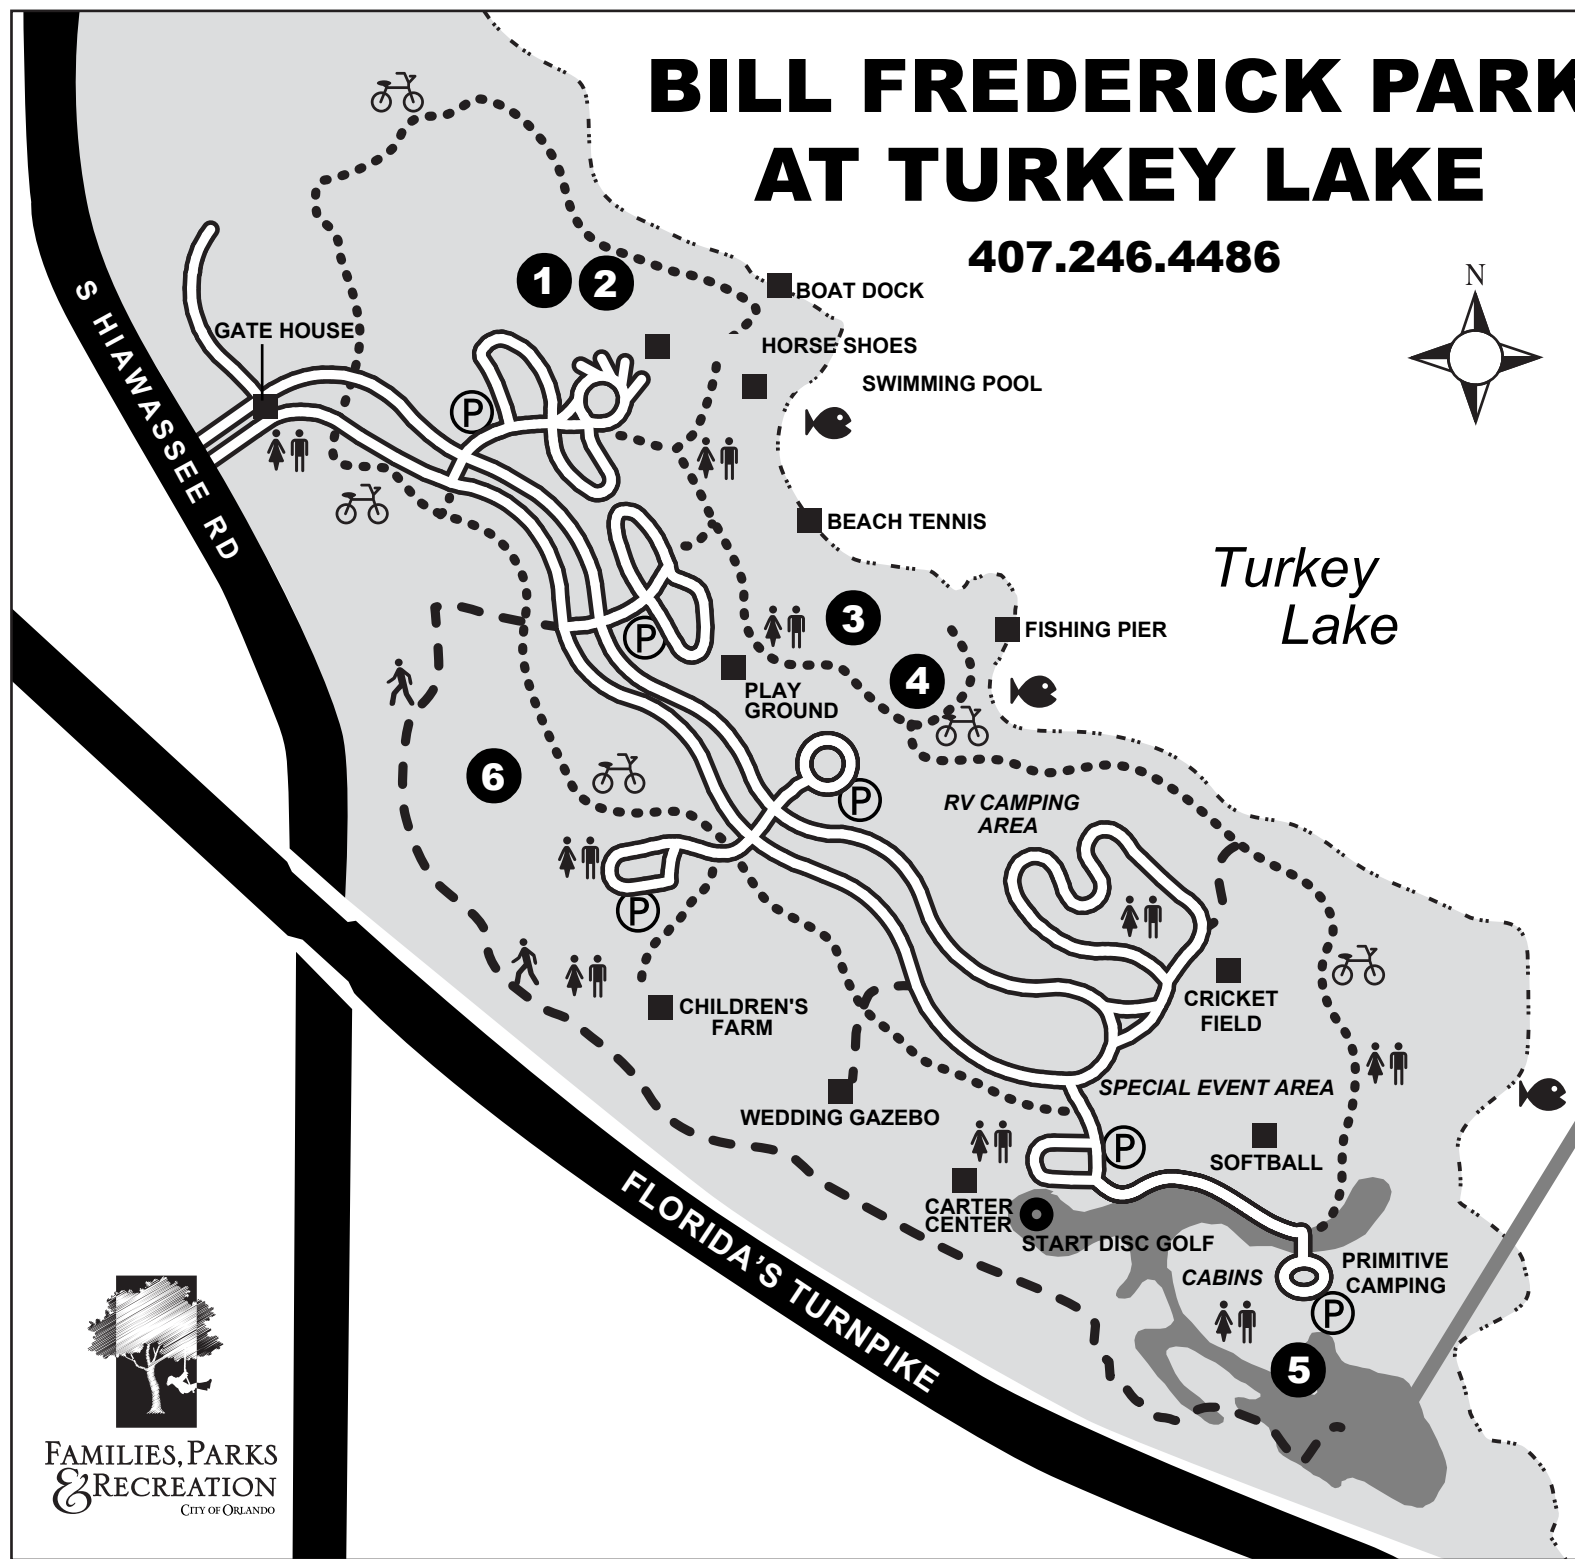 BILL FREDERICK PARK
AT TURKEY LAKE
407.246.4486
N
1
2
BOAT DOCK
S HIAWASSEE RD
GATE HOUSE
HORSE SHOES
SWIMMING POOL
P
BEACH TENNIS
Turkey
Lake
3
FISHING PIER
P
4
PLAY
GROUND
6
P
RV CAMPING
AREA
P
CRICKET
FIELD
CHILDREN'S
FARM
SPECIAL EVENT AREA
WEDDING GAZEBO
P
SOFTBALL
FLORIDA'S TURNPIKE
CARTER
CENTER
START DISC GOLF
CABINS
PRIMITIVE
CAMPING
P
5
FAMILIES, PARKS
&RECREATION
CITY OF ORLANDO